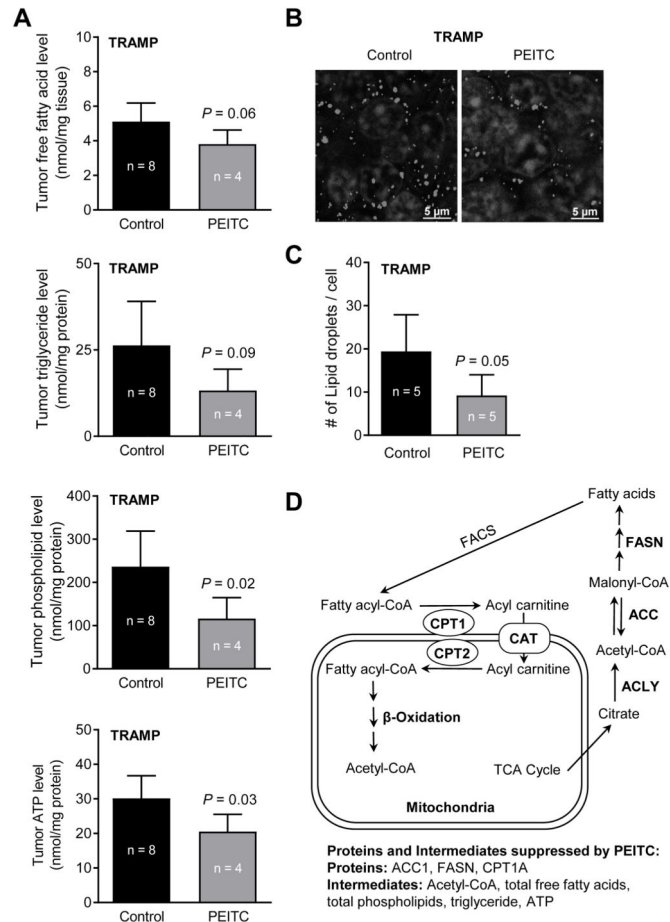 A
TRAMP
Tumor free fatty acid level
(nmol/mg tissue)
10
8
6
4
2
0
P = 0.06
n = 8
n = 4
Control
PEITC
TRAMP
Tumor triglyceride level
(nmol/mg protein)
50
25
0
P = 0.09
n = 8
n = 4
Control
PEITC
TRAMP
Tumor phospholipid level
(nmol/mg protein)
400
300
200
100
0
P = 0.02
n = 8
n = 4
Control
PEITC
TRAMP
Tumor ATP level
(nmol/mg protein)
50
40
30
20
10
0
P = 0.03
n = 8
n = 4
Control
PEITC
B
TRAMP
Control
PEITC
5 µm
5 µm
C
TRAMP
# of Lipid droplets / cell
40
30
20
10
0
P = 0.05
n = 5
n = 5
Control
PEITC
D
Fatty acids
FACS
FASN
Malonyl-CoA
ACC
Acetyl-CoA
ACLY
Citrate
TCA Cycle
Fatty acyl-CoA
Acyl carnitine
CPT1
CAT
CPT2
Fatty acyl-CoA
Acyl carnitine
β-Oxidation
Acetyl-CoA
Mitochondria
Proteins and Intermediates suppressed by PEITC:
Proteins: ACC1, FASN, CPT1A
Intermediates: Acetyl-CoA, total free fatty acids,
total phospholipids, triglyceride, ATP